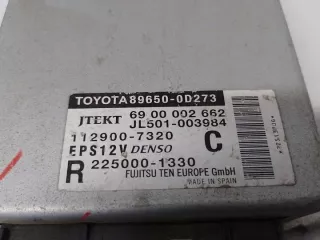 TOYOTA 89650-0D273
JTEKT 69 00 002 662
JL501-003984
112900-7320 C
EPS12V DENSO
R 225000-1330
FUJITSU TEN EUROPE GmbH
MADE IN SPAIN